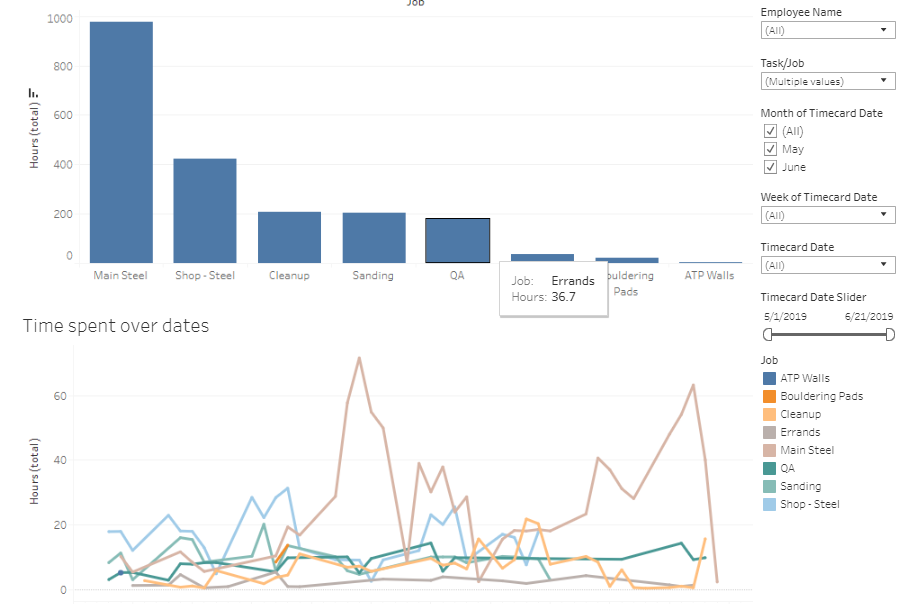 Job
1000
800
600
400
200
0
Hours (total)
Main Steel
Shop - Steel
Cleanup
Sanding
QA
Pads
ATP Walls
Job: Errands
Hours: 36.7
Time spent over dates
60
40
20
0
Hours (total)
Employee Name
(All)
Task/Job
(Multiple values)
Month of Timecard Date
(All)
May
June
Week of Timecard Date
(All)
Timecard Date
(All)
Timecard Date Slider
5/1/2019 6/21/2019
Job
ATP Walls
Bouldering Pads
Cleanup
Errands
Main Steel
QA
Sanding
Shop - Steel